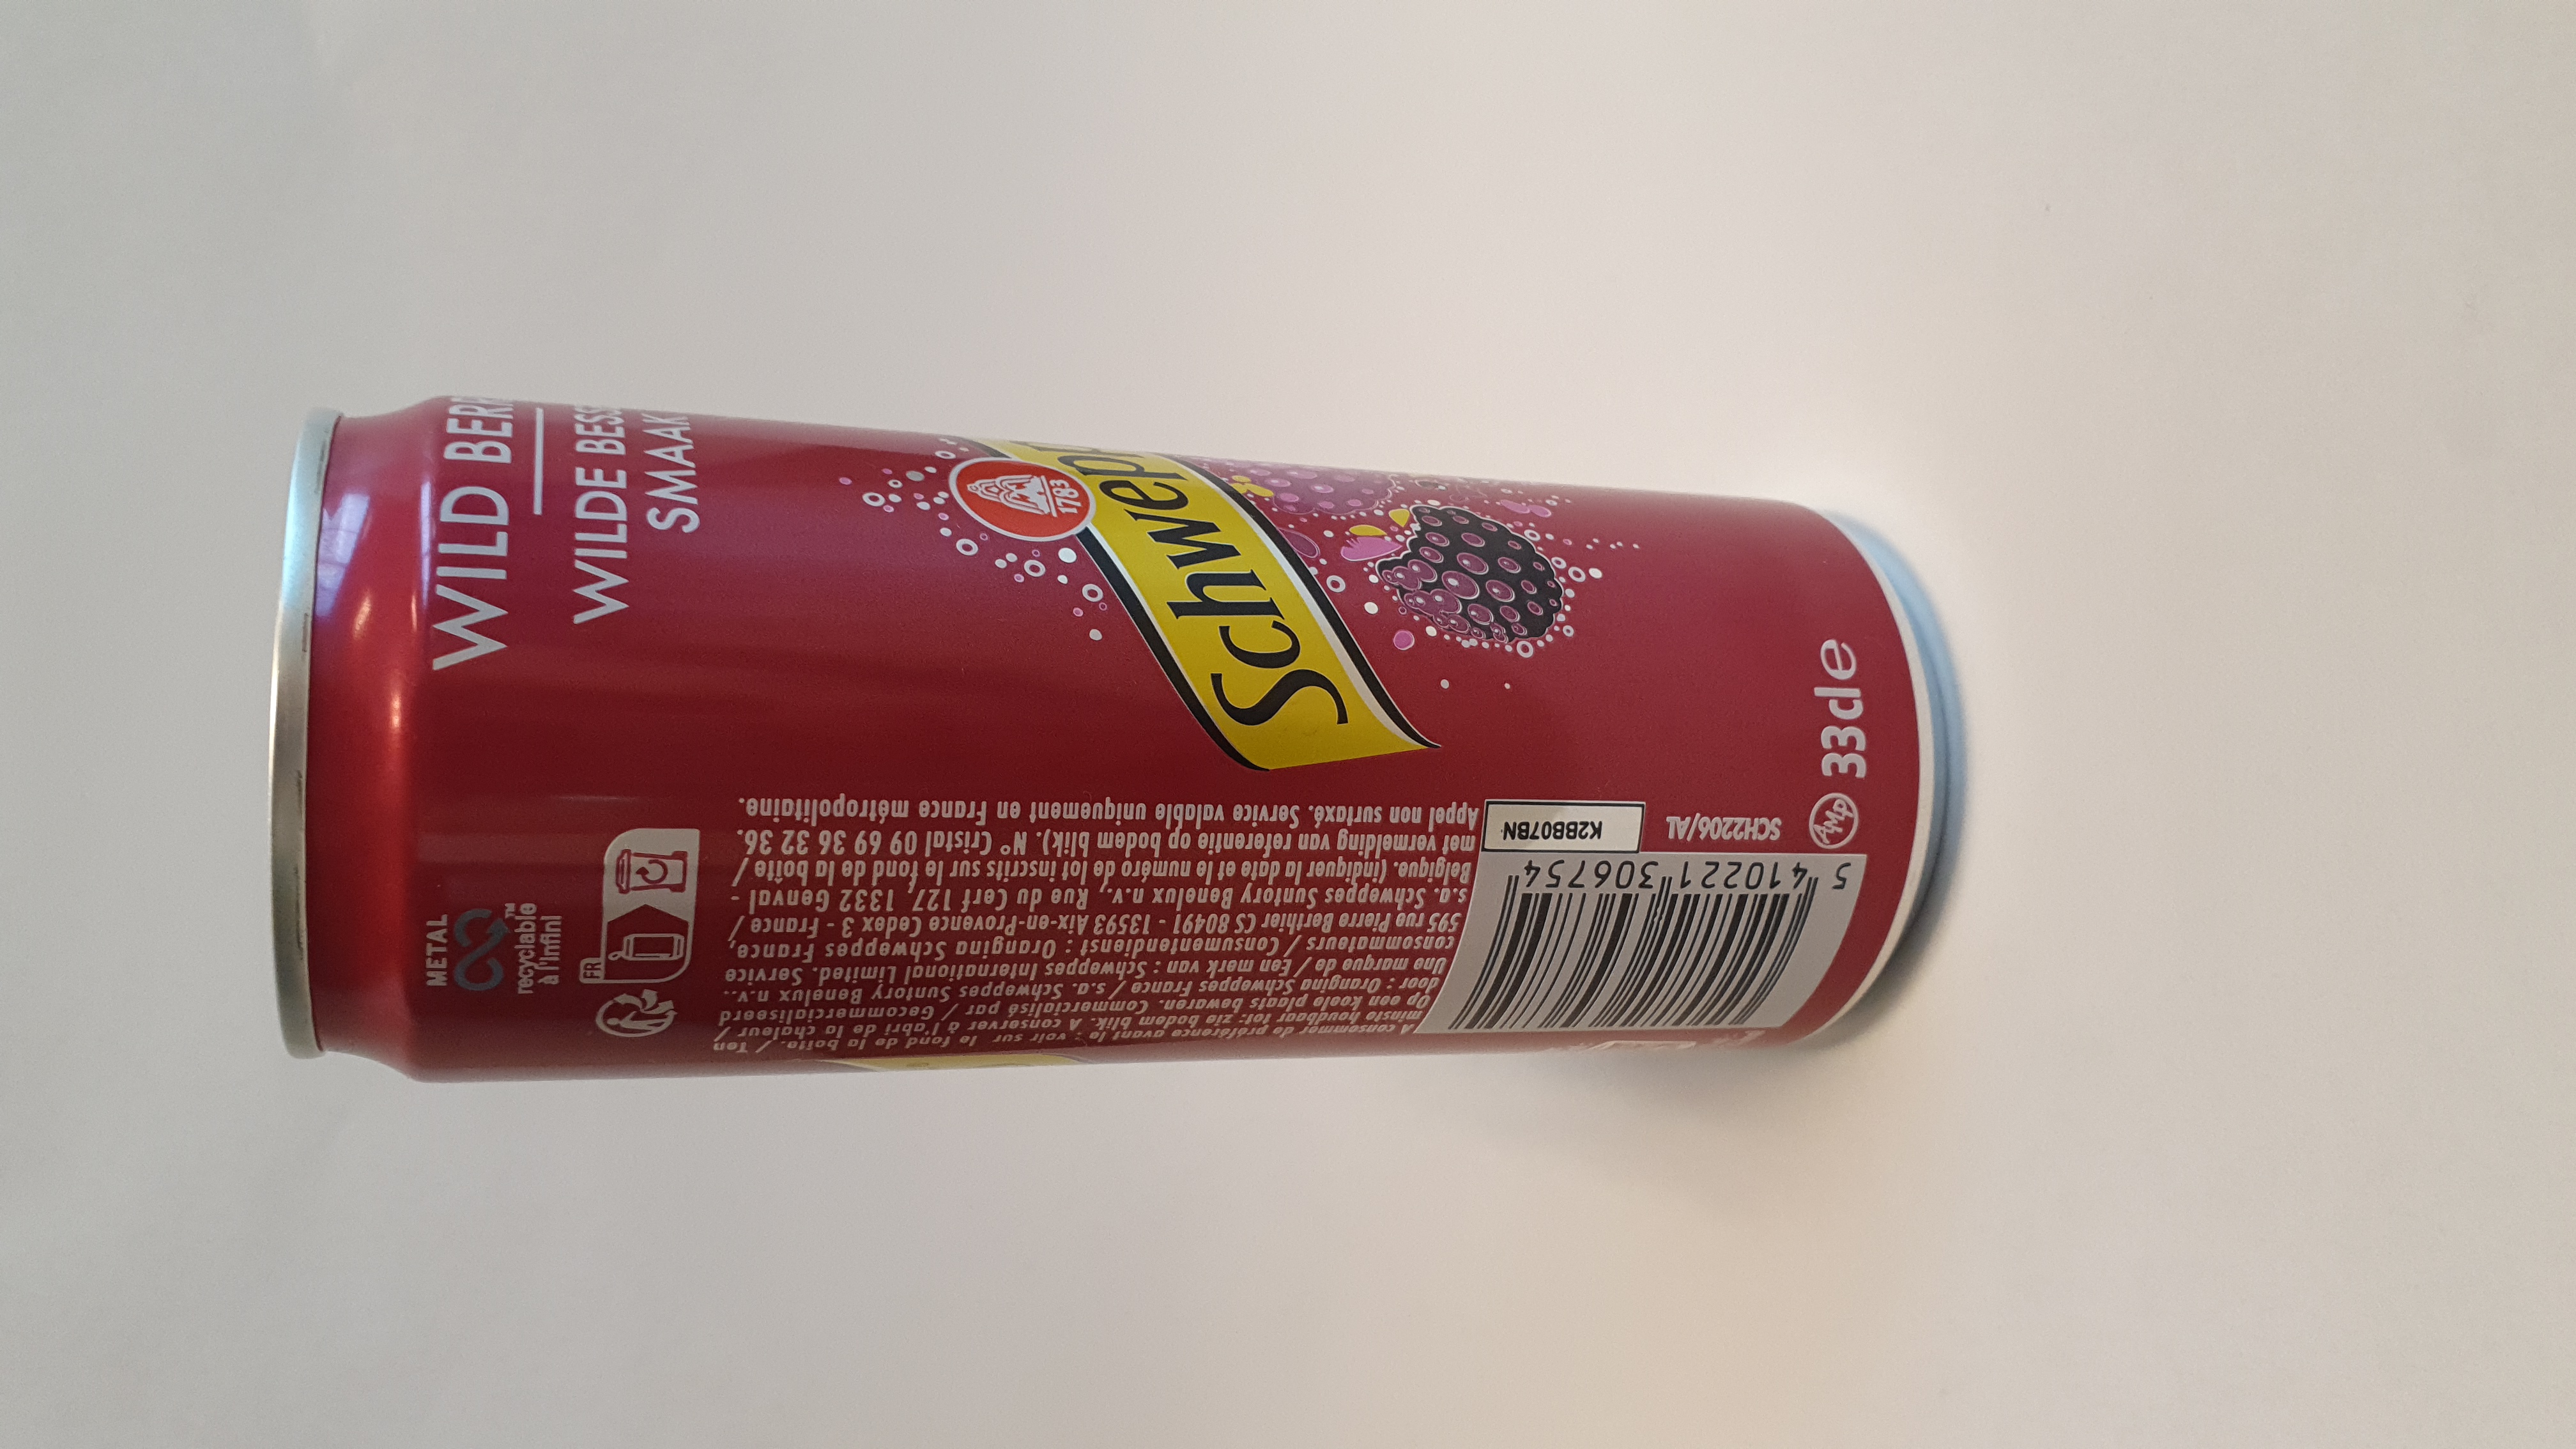 METAL
recyclable™
à l'infini
FR
A consommer de préférence avant le : voir sur le fond de la boîte. / Ten
minste houdbaar tot: zie bodem blik. A conserver à l'abri de la chaleur /
Op een koele plaats bewaren. Commercialisé par / Gecommercialiseerd
door : Orangina Schweppes France / s.a. Schweppes Suntory Benelux n.v..
Une marque de / Een merk van : Schweppes International Limited. Service
consommateurs / Consumentendienst : Orangina Schweppes France,
595 rue Pierre Berthier CS 80491 - 13593 Aix-en-Provence Cedex 3 - France /
s.a. Schweppes Suntory Benelux n.v., Rue du Cerf 127, 1332 Genval -
Belgique. (indiquer la date et le numéro de lot inscrits sur le fond de la boîte /
met vermelding van referentie op bodem blik). N° Cristal 09 69 36 32 36.
Appel non surtaxé. Service valable uniquement en France métropolitaine.
5 410221 306754
K2BB07BN
SCH2206/AL
AMP
33cl e
WILD BERR
WILDE BESS
SMAAK
1783
Schwepp